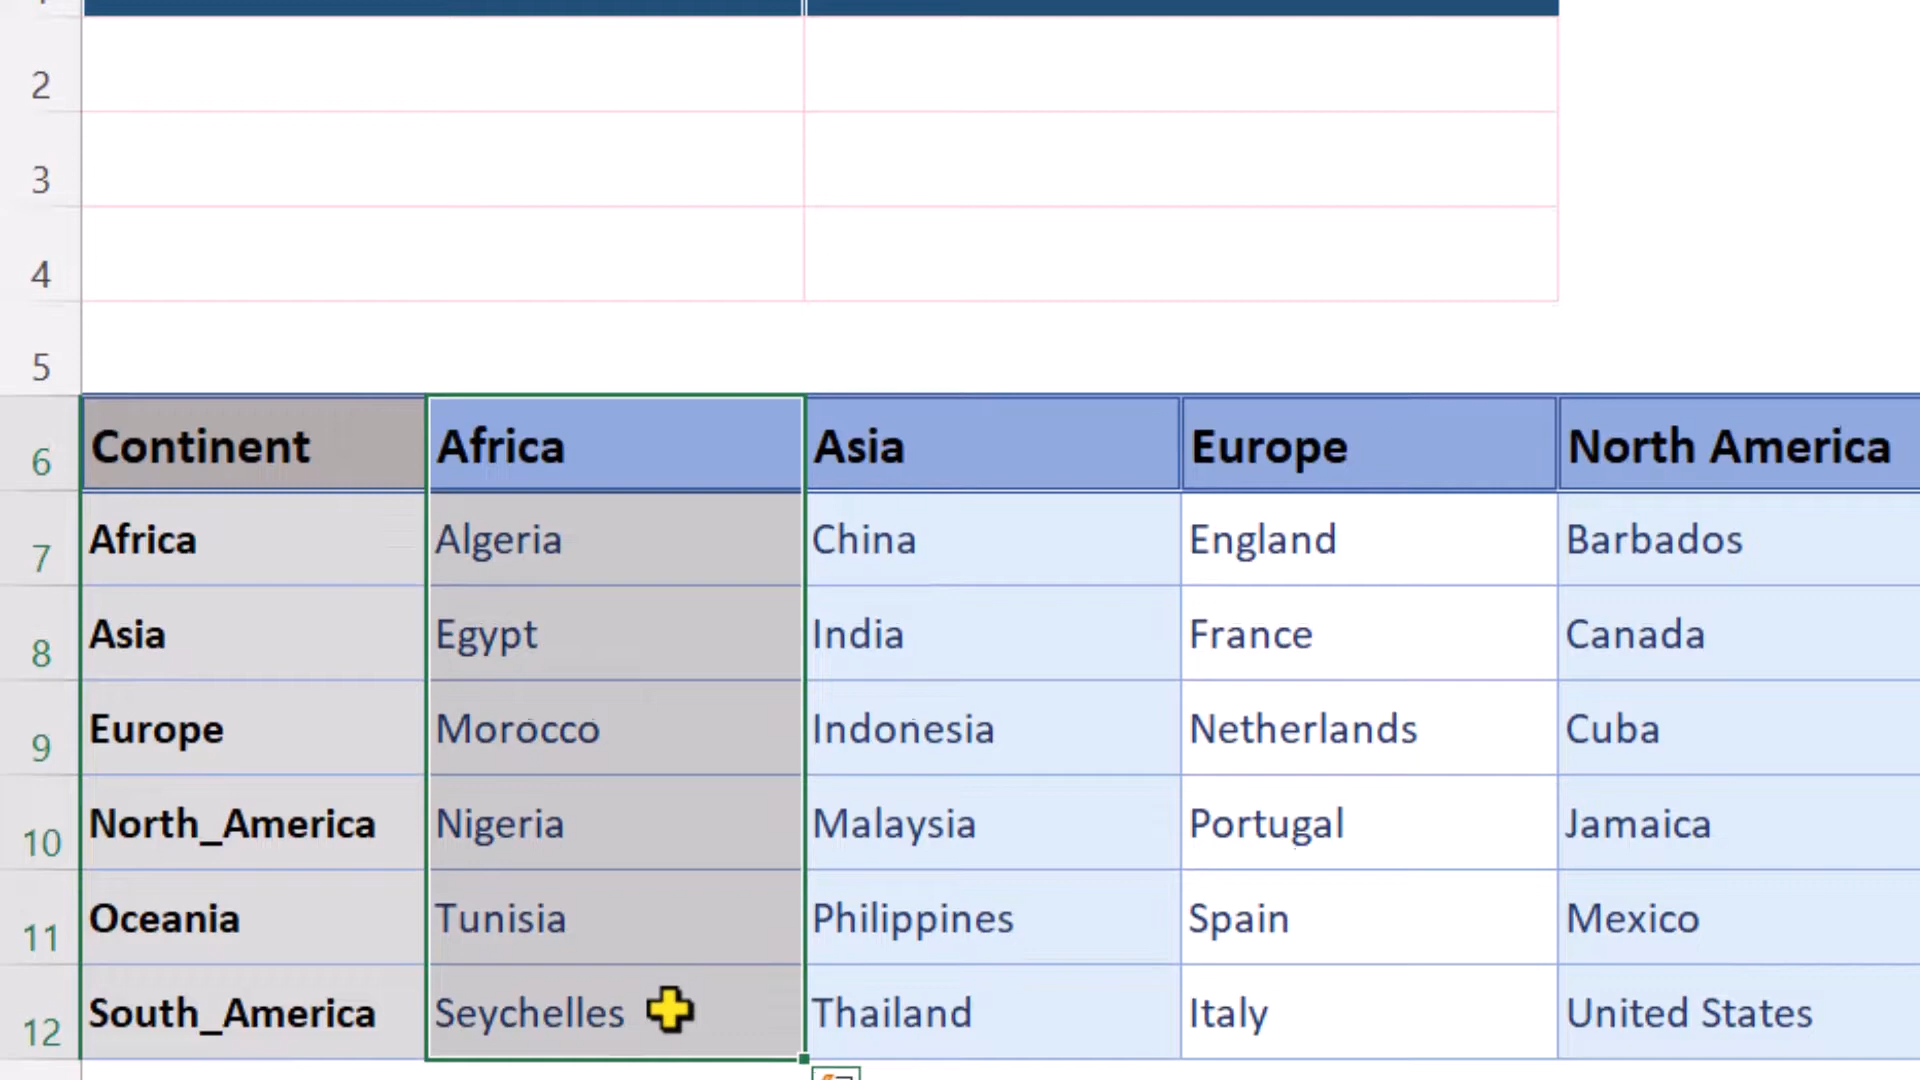 2
3
4
5
6 Continent Africa Asia Europe North America
7 Africa Algeria China England Barbados
8 Asia Egypt India France Canada
9 Europe Morocco Indonesia Netherlands Cuba
10 North_America Nigeria Malaysia Portugal Jamaica
11 Oceania Tunisia Philippines Spain Mexico
12 South_America Seychelles Thailand Italy United States